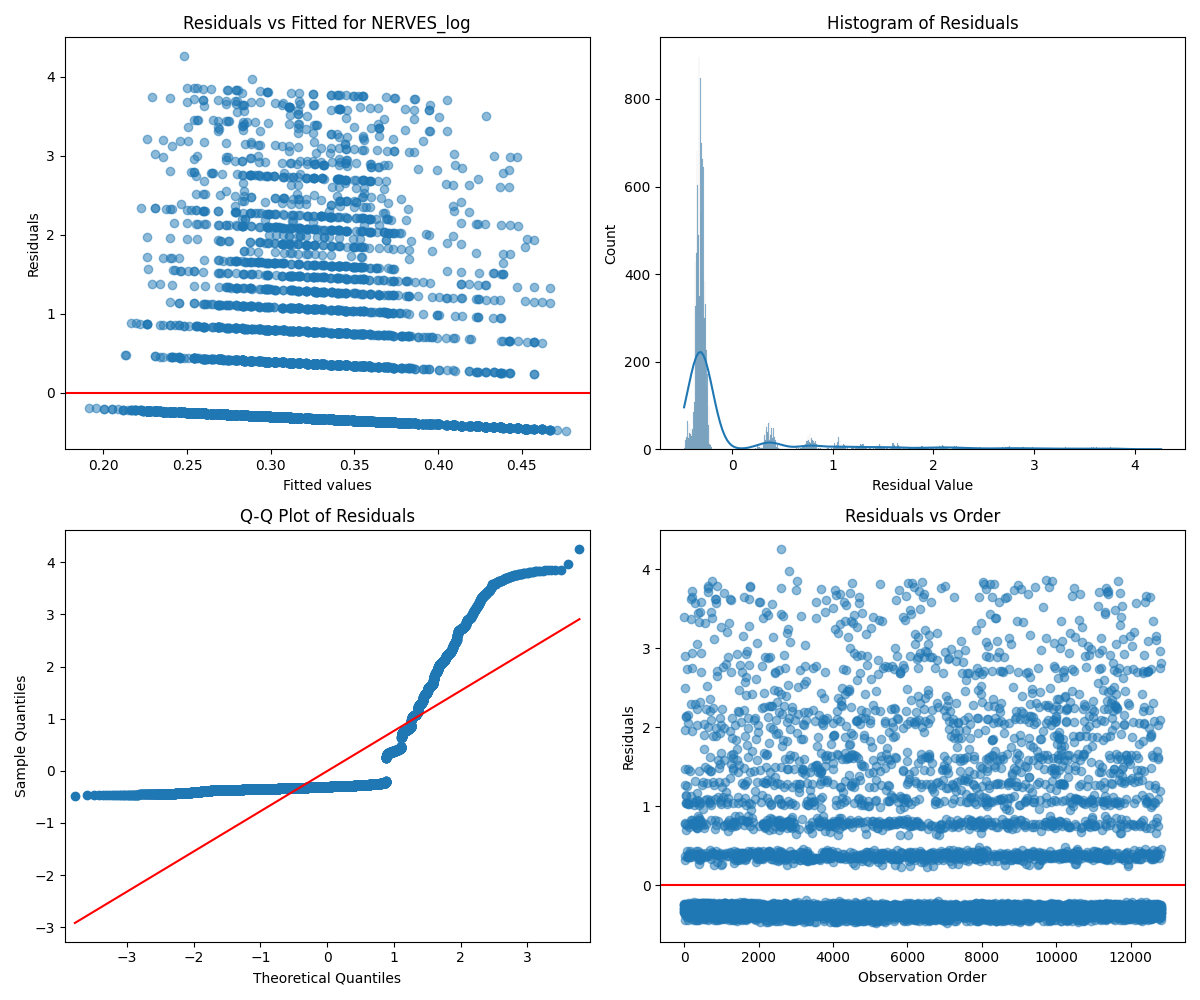 Residuals vs Fitted for NERVES_log
Residuals
4
3
2
1
0
0.20 0.25 0.30 0.35 0.40 0.45
Fitted values
Histogram of Residuals
Count
800
600
400
200
0
0 1 2 3 4
Residual Value
Q-Q Plot of Residuals
Sample Quantiles
4
3
2
1
0
−1
−2
−3
−3 −2 −1 0 1 2 3
Theoretical Quantiles
Residuals vs Order
Residuals
4
3
2
1
0
0 2000 4000 6000 8000 10000 12000
Observation Order